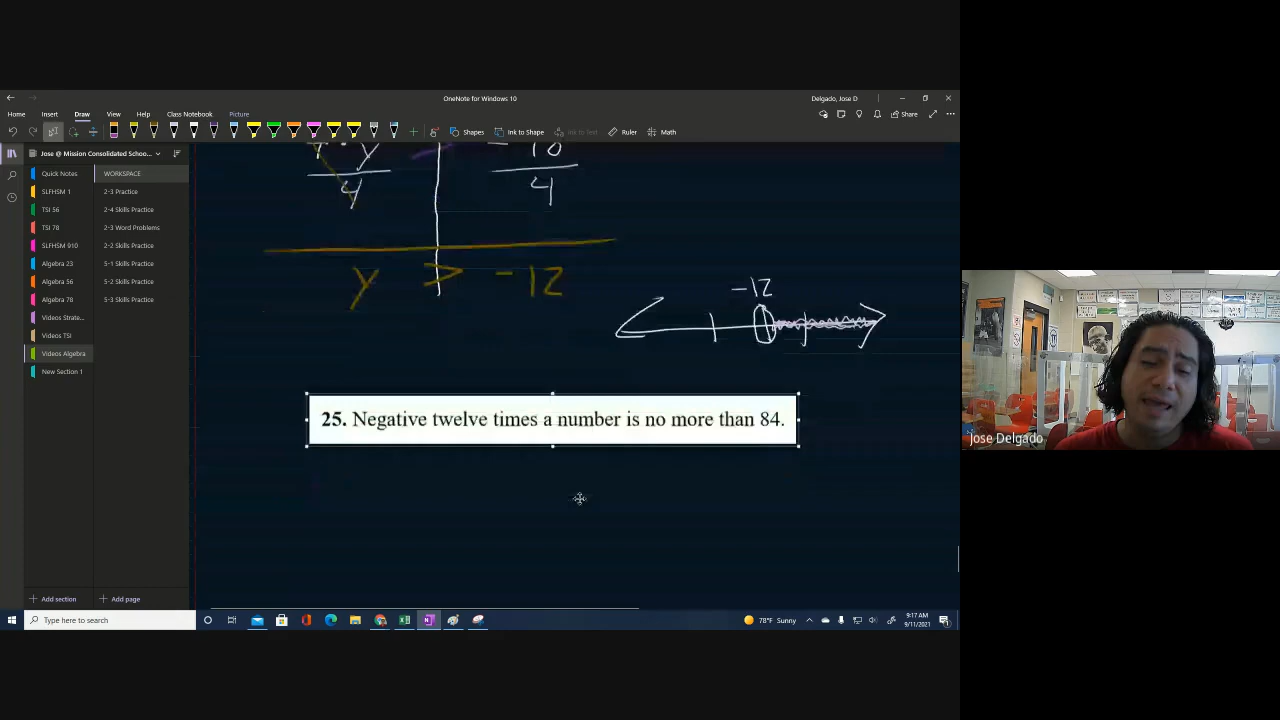 OneNote for Windows 10
Delgado, Jose D
Home Insert Draw View Help Class Notebook Picture
Share
Shapes Ink to Shape Ink to Text Ruler Math
Jose @ Mission Consolidated Schoo...
Quick Notes
SLFHSM 1
TSI 56
TSI 78
SLFHSM 910
Algebra 23
Algebra 56
Algebra 78
Videos Strate...
Videos TSI
Videos Algebra
New Section 1
WORKSPACE
2-3 Practice
2-4 Skills Practice
2-3 Word Problems
2-2 Skills Practice
5-1 Skills Practice
5-2 Skills Practice
5-3 Skills Practice
4 4
y > -12
-12
25. Negative twelve times a number is no more than 84.
Jose Delgado
Add section Add page
Type here to search
78°F Sunny
9:17 AM
9/11/2021